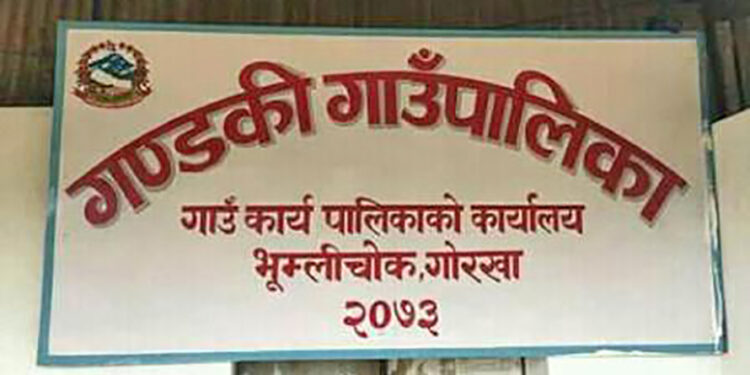 गण्डकी गाउँपालिका
गाउँ कार्य पालिकाको कार्यालय
भूम्लीचोक,गोरखा
२०७३